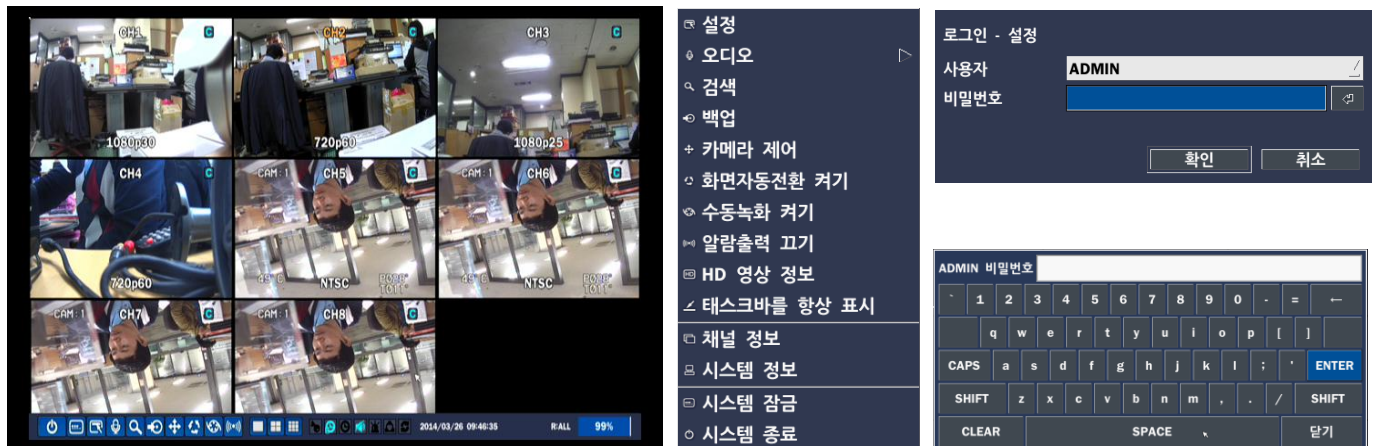 CH1 C
1080p30
CH2 C
720p60
CH3 C
1080p25
CH4 C
720p60
CAM : 1 CH5 C
NTSC
CAM : 1 CH6 C
NTSC
CAM : 1 CH7 C
CAM : 1 CH8 C
2014/03/26 09:46:35 R:ALL 99%
설정
오디오
검색
백업
카메라 제어
화면자동전환 켜기
수동녹화 켜기
알람출력 끄기
HD 영상 정보
태스크바를 항상 표시
채널 정보
시스템 정보
시스템 잠금
시스템 종료
로그인 - 설정
사용자 ADMIN
비밀번호
확인 취소
ADMIN 비밀번호
` 1 2 3 4 5 6 7 8 9 0 - = ←
q w e r t y u i o p [ ]
CAPS a s d f g h j k l ; ' ENTER
SHIFT z x c v b n m , . / SHIFT
CLEAR SPACE 닫기